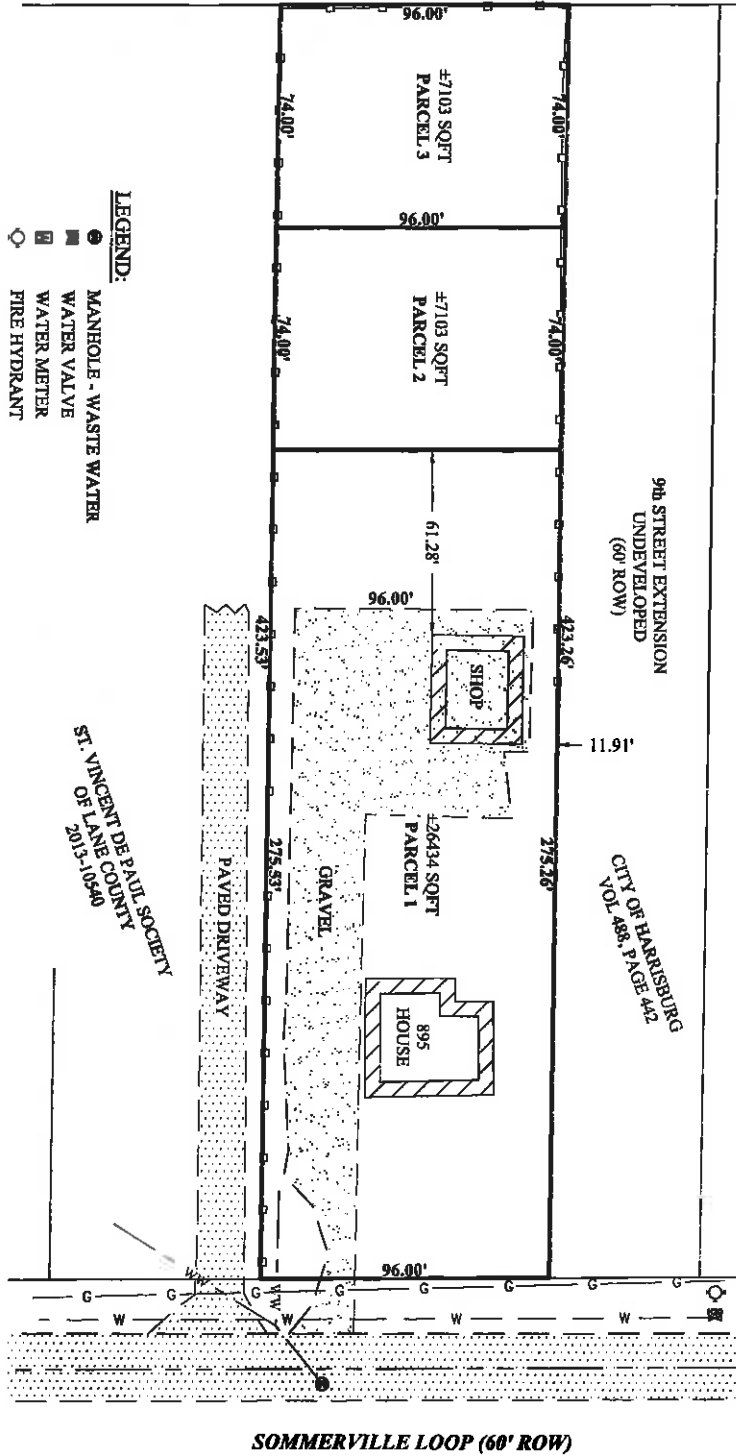 96.00'
±7103 SQFT
PARCEL 3
74.00'
74.00'
96.00'
±7103 SQFT
PARCEL 2
74.00'
74.00'
9th STREET EXTENSION
UNDEVELOPED
(60' ROW)
61.28'
96.00'
423.26'
423.53'
SHOP
11.91'
±26434 SQFT
PARCEL 1
275.26'
275.53'
GRAVEL
PAVED DRIVEWAY
CITY OF HARRISBURG
VOL 488, PAGE 442
ST. VINCENT DE PAUL SOCIETY
OF LANE COUNTY
2013-10540
895
HOUSE
96.00'
LEGEND:
MANHOLE - WASTE WATER
WATER VALVE
WATER METER
FIRE HYDRANT
WW
WW
G G G G G G G
W W W W W
SOMMERVILLE LOOP (60' ROW)